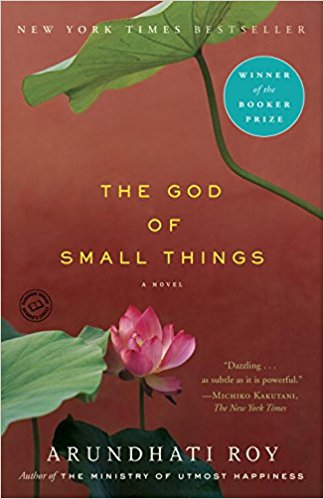 NEW YORK TIMES BESTSELLER
WINNER
of the
BOOKER
PRIZE
THE GOD
OF
SMALL THINGS
A NOVEL
"Dazzling . . .
as subtle as it is powerful."
—MICHIKO KAKUTANI,
The New York Times
ARUNDHATI ROY
Author of THE MINISTRY OF UTMOST HAPPINESS